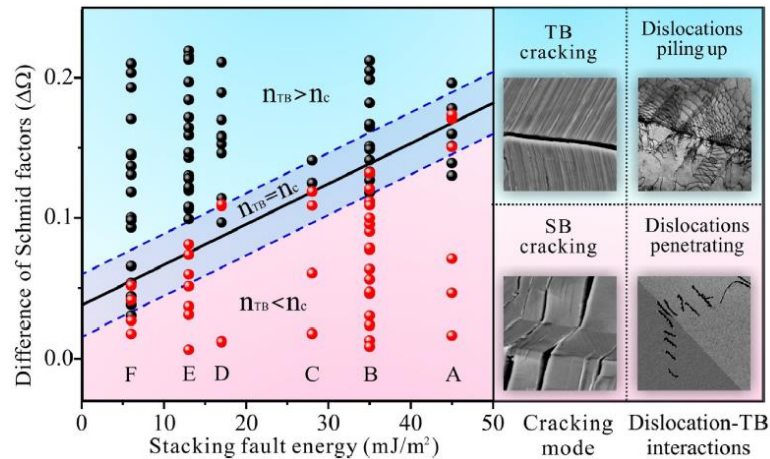 Difference of Schmid factors (ΔΩ)
0.2
0.1
0.0
n_TB>n_c
n_TB=n_c
n_TB<n_c
F E D C B A
0 10 20 30 40 50
Stacking fault energy (mJ/m²)
TB
cracking
Dislocations
piling up
SB
cracking
Dislocations
penetrating
Cracking
mode
Dislocation-TB
interactions